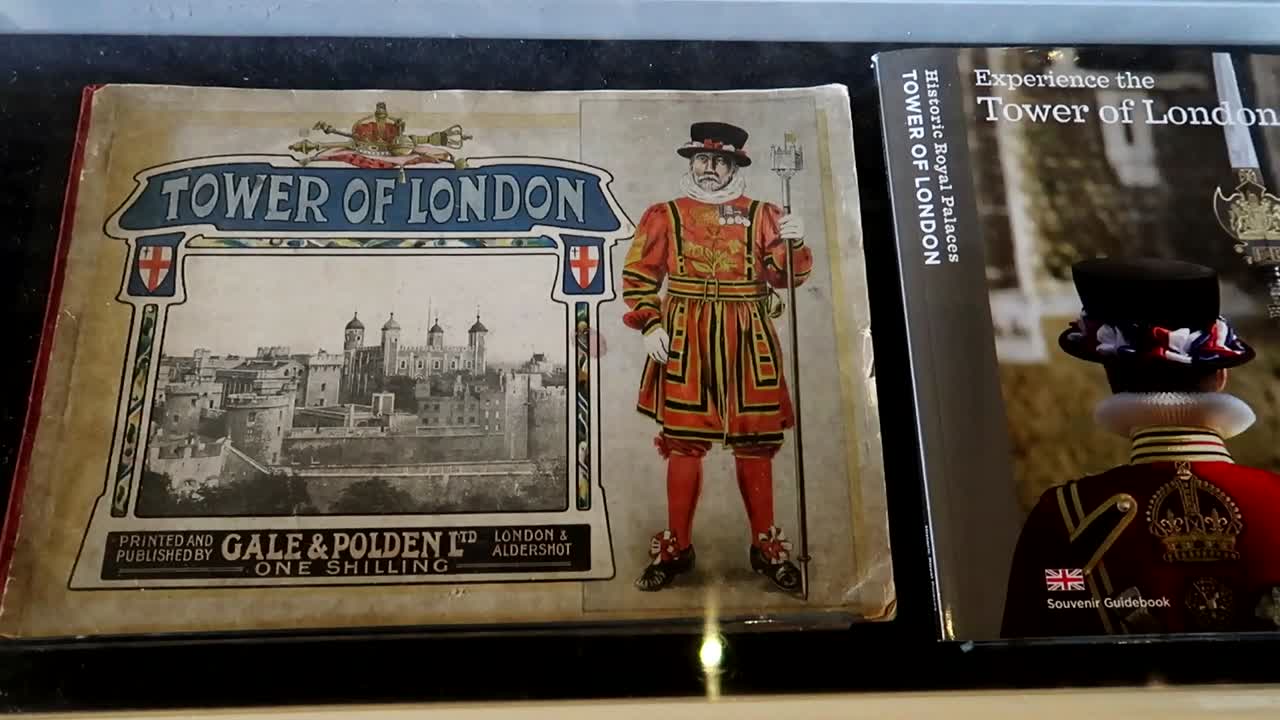 TOWER OF LONDON
PRINTED AND
PUBLISHED BY
GALE & POLDEN LTD
LONDON &
ALDERSHOT
ONE SHILLING
Historic Royal Palaces
TOWER OF LONDON
Experience the
Tower of London
Souvenir Guidebook